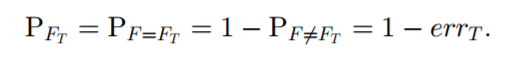 P_{F_T} = P_{F=F_T} = 1 − P_{F≠F_T} = 1 − err_T.